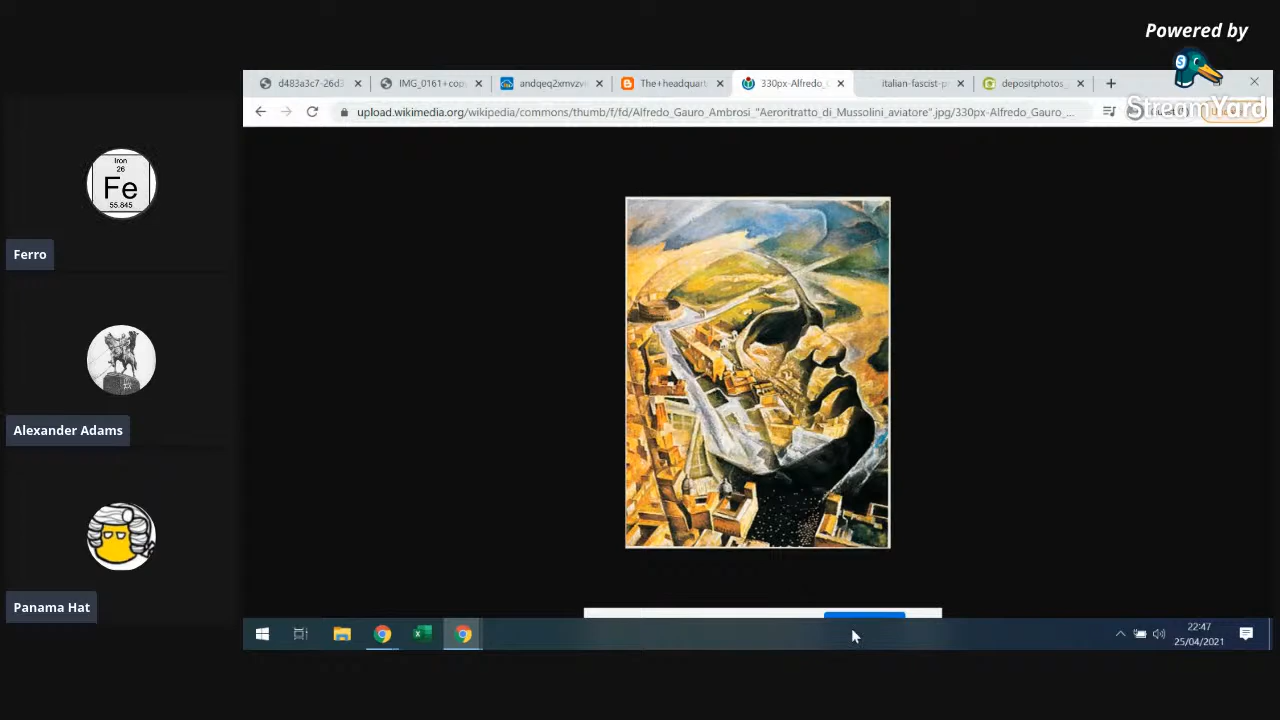 Powered by
StreamYard
d483a3c7-26d3
IMG_0161+cop
andqeq2xmvzv
The+headquart
330px-Alfredo_
italian-fascist-p
depositphotos_
upload.wikimedia.org/wikipedia/commons/thumb/f/fd/Alfredo_Gauro_Ambrosi_"Aeroritratto_di_Mussolini_aviatore".jpg/330px-Alfredo_Gauro_...
Iron
26
Fe
55.845
Ferro
Alexander Adams
Panama Hat
22:47
25/04/2021